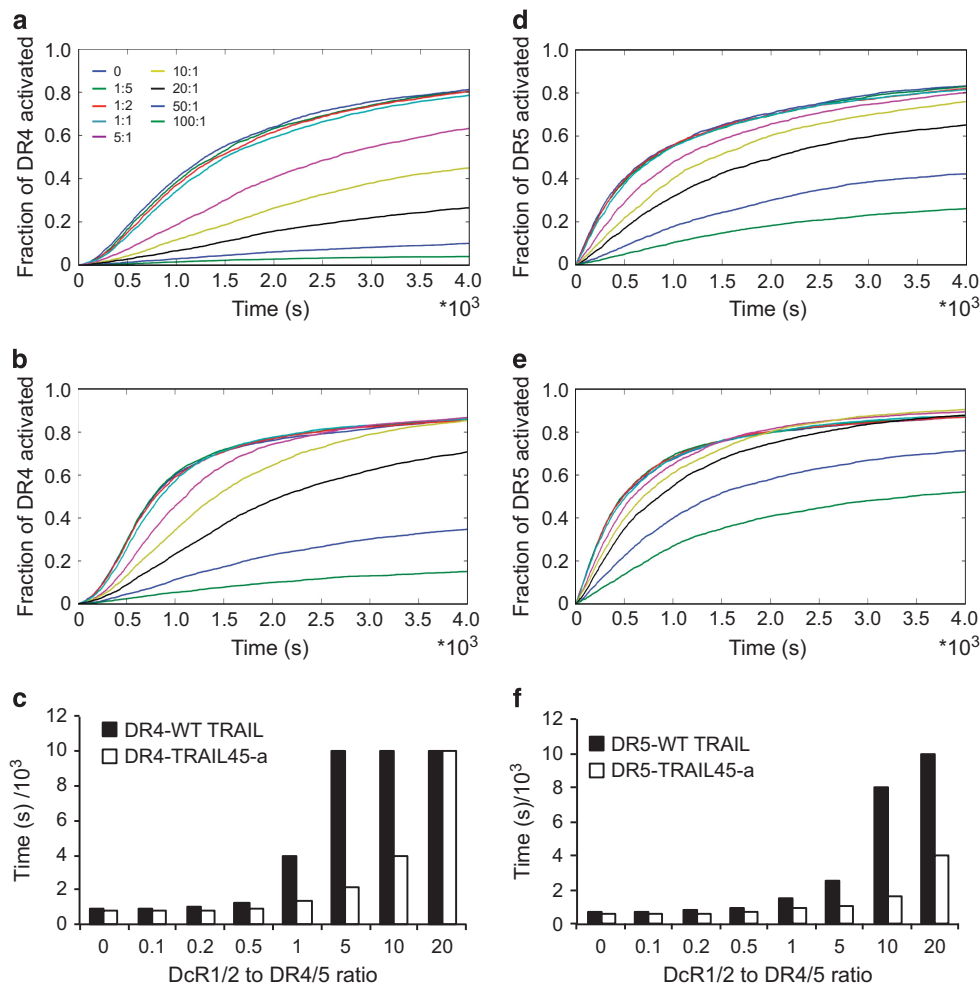 a
Fraction of DR4 activated
1.0
0.8
0.6
0.4
0.2
0
0
1:5
1:2
1:1
5:1
10:1
20:1
50:1
100:1
0 0.5 1.0 1.5 2.0 2.5 3.0 3.5 4.0
Time (s)
*10³
d
Fraction of DR5 activated
1.0
0.8
0.6
0.4
0.2
0
0 0.5 1.0 1.5 2.0 2.5 3.0 3.5 4.0
Time (s)
*10³
b
Fraction of DR4 activated
1.0
0.8
0.6
0.4
0.2
0
0 0.5 1.0 1.5 2.0 2.5 3.0 3.5 4.0
Time (s)
*10³
e
Fraction of DR5 activated
1.0
0.8
0.6
0.4
0.2
0
0 0.5 1.0 1.5 2.0 2.5 3.0 3.5 4.0
Time (s)
*10³
c
Time (s) /10³
12
10
8
4
2
0
DR4-WT TRAIL
DR4-TRAIL45-a
0 0.1 0.2 0.5 1 5 10 20
DcR1/2 to DR4/5 ratio
f
Time (s)/10³
12
10
8
4
2
0
DR5-WT TRAIL
DR5-TRAIL45-a
0 0.1 0.2 0.5 1 5 10 20
DcR1/2 to DR4/5 ratio